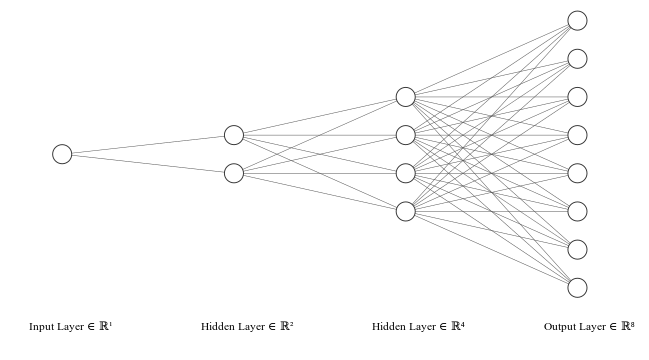 Input Layer ∈ ℝ¹
Hidden Layer ∈ ℝ²
Hidden Layer ∈ ℝ⁴
Output Layer ∈ ℝ⁸